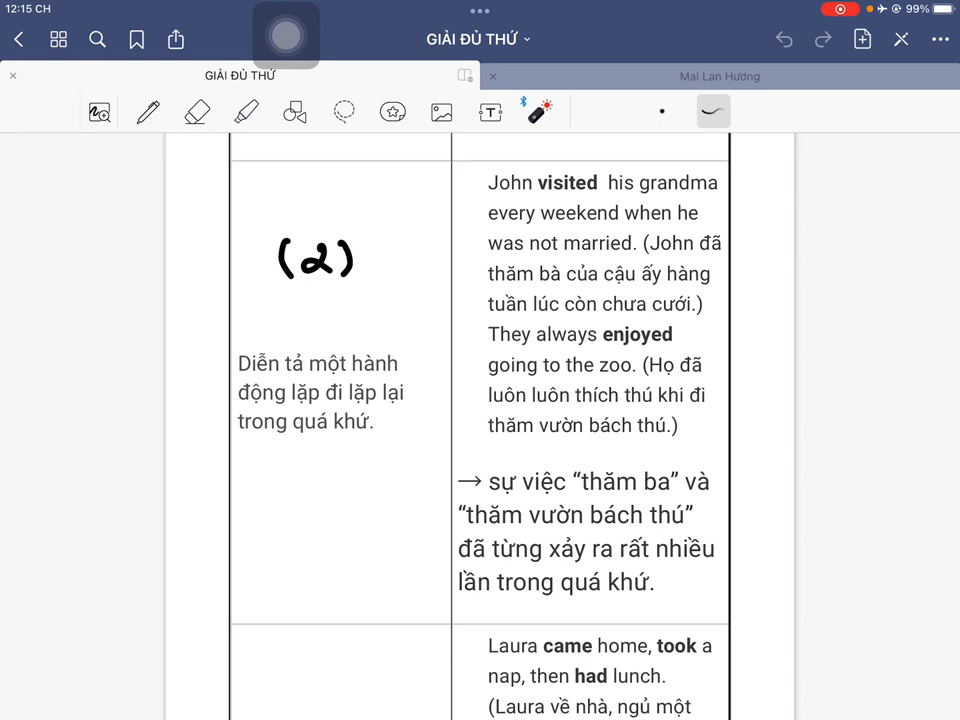 12:15 CH
99%
GIẢI ĐỦ THỨ
GIẢI ĐỦ THỨ
Mai Lan Hương
T
(2)
Diễn tả một hành
động lặp đi lặp lại
trong quá khứ.
John visited his grandma
every weekend when he
was not married. (John đã
thăm bà của cậu ấy hàng
tuần lúc còn chưa cưới.)
They always enjoyed
going to the zoo. (Họ đã
luôn luôn thích thú khi đi
thăm vườn bách thú.)
→ sự việc “thăm ba” và
“thăm vườn bách thú”
đã từng xảy ra rất nhiều
lần trong quá khứ.
Laura came home, took a
nap, then had lunch.
(Laura về nhà, ngủ một